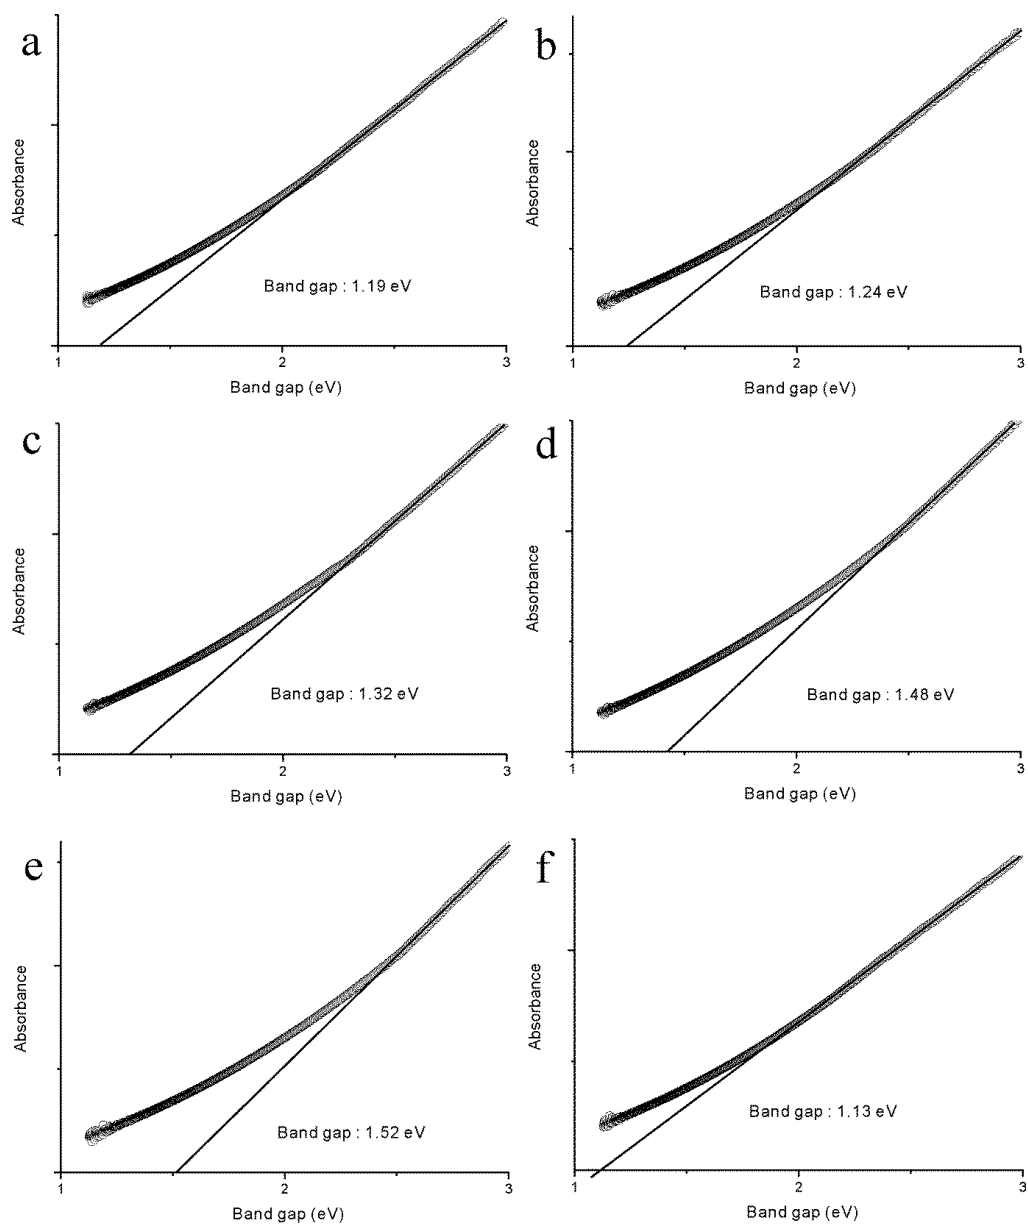 a
Absorbance
Band gap : 1.19 eV
1 2 3
Band gap (eV)
b
Absorbance
Band gap : 1.24 eV
1 2 3
Band gap (eV)
c
Absorbance
Band gap : 1.32 eV
1 2 3
Band gap (eV)
d
Absorbance
Band gap : 1.48 eV
1 2 3
Band gap (eV)
e
Absorbance
Band gap : 1.52 eV
1 2 3
Band gap (eV)
f
Absorbance
Band gap : 1.13 eV
1 2 3
Band gap (eV)